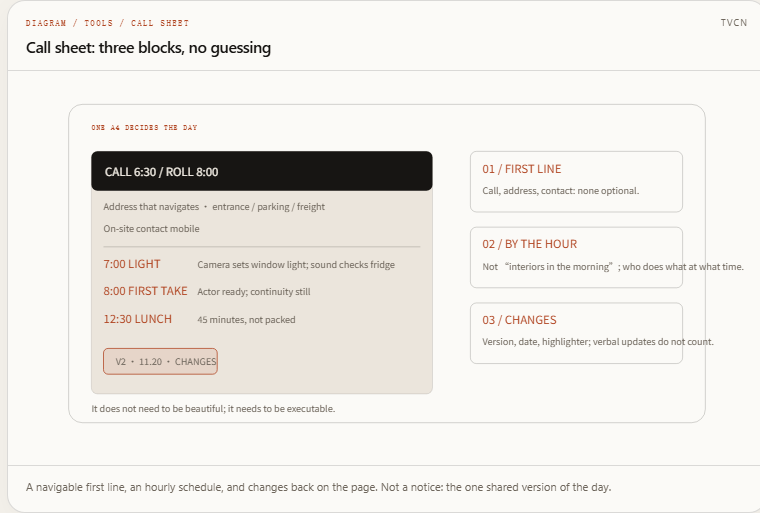 DIAGRAM / TOOLS / CALL SHEET
TVCN
Call sheet: three blocks, no guessing
ONE A4 DECIDES THE DAY
CALL 6:30 / ROLL 8:00
Address that navigates · entrance / parking / freight
On-site contact mobile
7:00 LIGHT Camera sets window light; sound checks fridge
8:00 FIRST TAKE Actor ready; continuity still
12:30 LUNCH 45 minutes, not packed
V2 · 11.20 · CHANGES
It does not need to be beautiful; it needs to be executable.
01 / FIRST LINE
Call, address, contact: none optional.
02 / BY THE HOUR
Not “interiors in the morning”; who does what at what time.
03 / CHANGES
Version, date, highlighter; verbal updates do not count.
A navigable first line, an hourly schedule, and changes back on the page. Not a notice: the one shared version of the day.